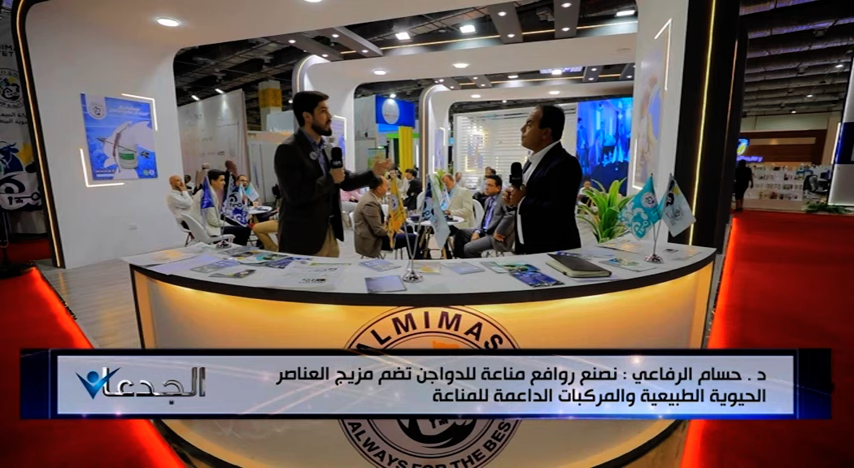 ALMIMAS
ALWAYS FOR THE BEST
د . حسام الرفاعي : نصنع روافع مناعة للدواجن تضم مزيج العناصر
الحيوية الطبيعية والمركبات الداعمة للمناعة
الجدعان